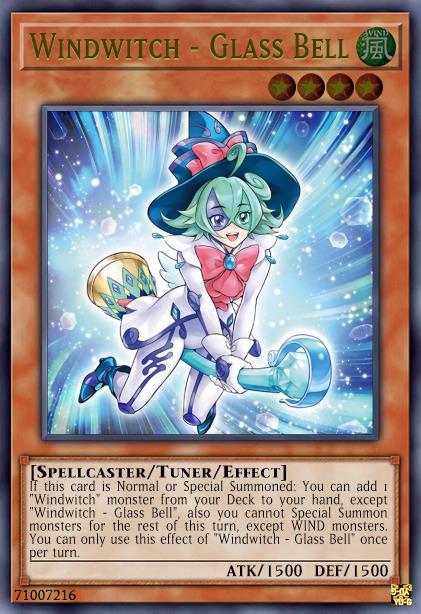 Windwitch - Glass Bell
WIND
風
[Spellcaster/Tuner/Effect]
If this card is Normal or Special Summoned: You can add 1
"Windwitch" monster from your Deck to your hand, except
"Windwitch - Glass Bell", also you cannot Special Summon
monsters for the rest of this turn, except WIND monsters.
You can only use this effect of "Windwitch - Glass Bell" once
per turn.
ATK/1500 DEF/1500
71007216